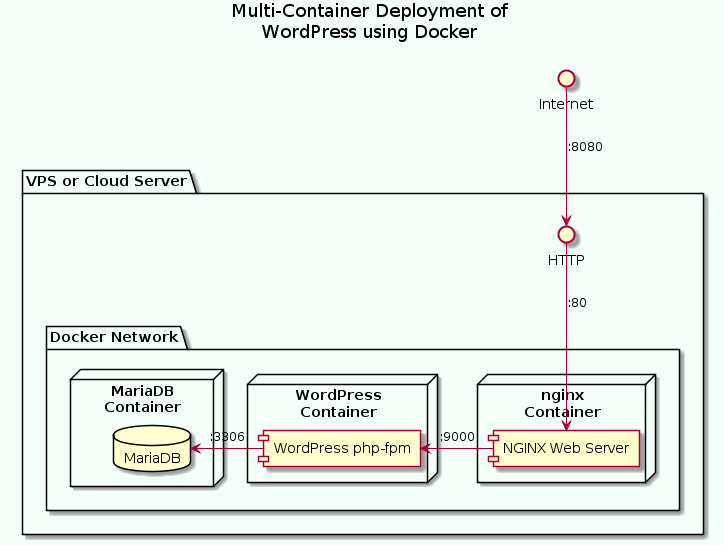 Multi-Container Deployment of
WordPress using Docker
Internet
:8080
VPS or Cloud Server
HTTP
:80
Docker Network
MariaDB
Container
WordPress
Container
nginx
Container
:3306
:9000
MariaDB
WordPress php-fpm
NGINX Web Server